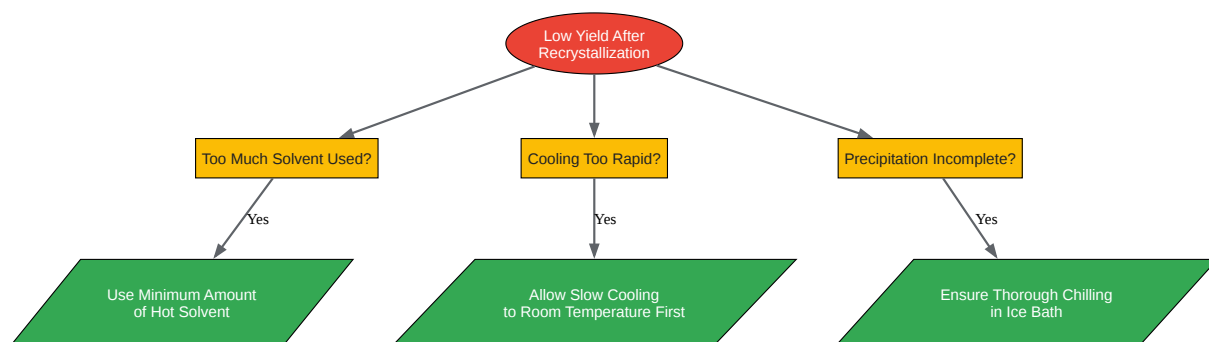 Low Yield After
Recrystallization
Too Much Solvent Used?
Cooling Too Rapid?
Precipitation Incomplete?
Yes
Yes
Yes
Use Minimum Amount
of Hot Solvent
Allow Slow Cooling
to Room Temperature First
Ensure Thorough Chilling
in Ice Bath